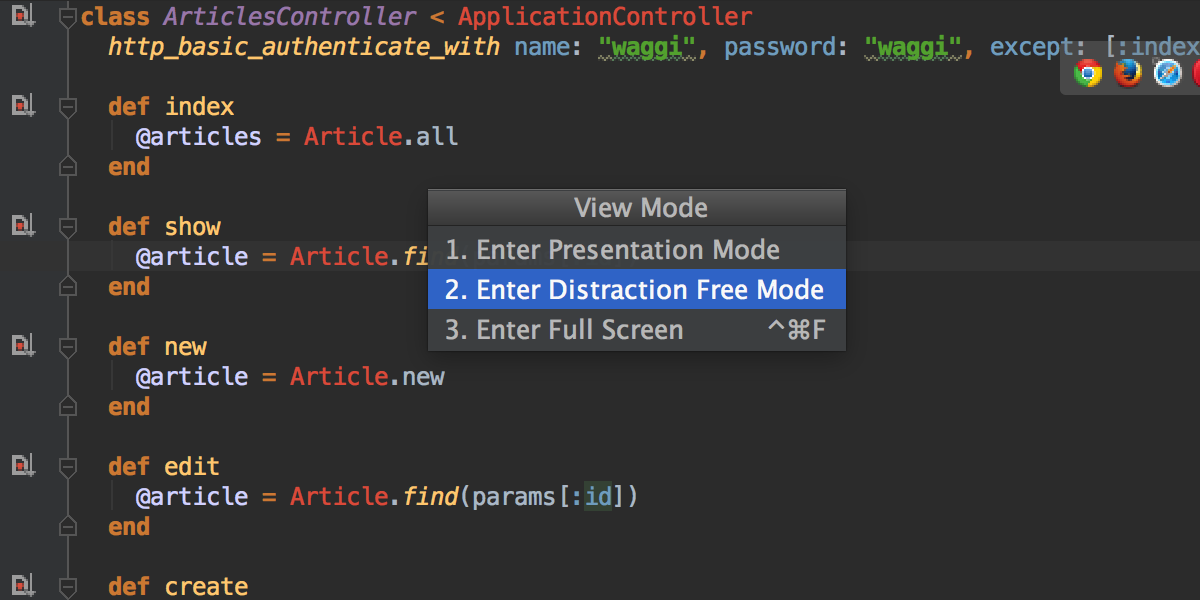 class ArticlesController < ApplicationController
http_basic_authenticate_with name: "waggi", password: "waggi", except: [:index
def index
@articles = Article.all
end
def show
@article = Article.fin
end
View Mode
1. Enter Presentation Mode
2. Enter Distraction Free Mode
3. Enter Full Screen ^⌘F
def new
@article = Article.new
end
def edit
@article = Article.find(params[:id])
end
def create